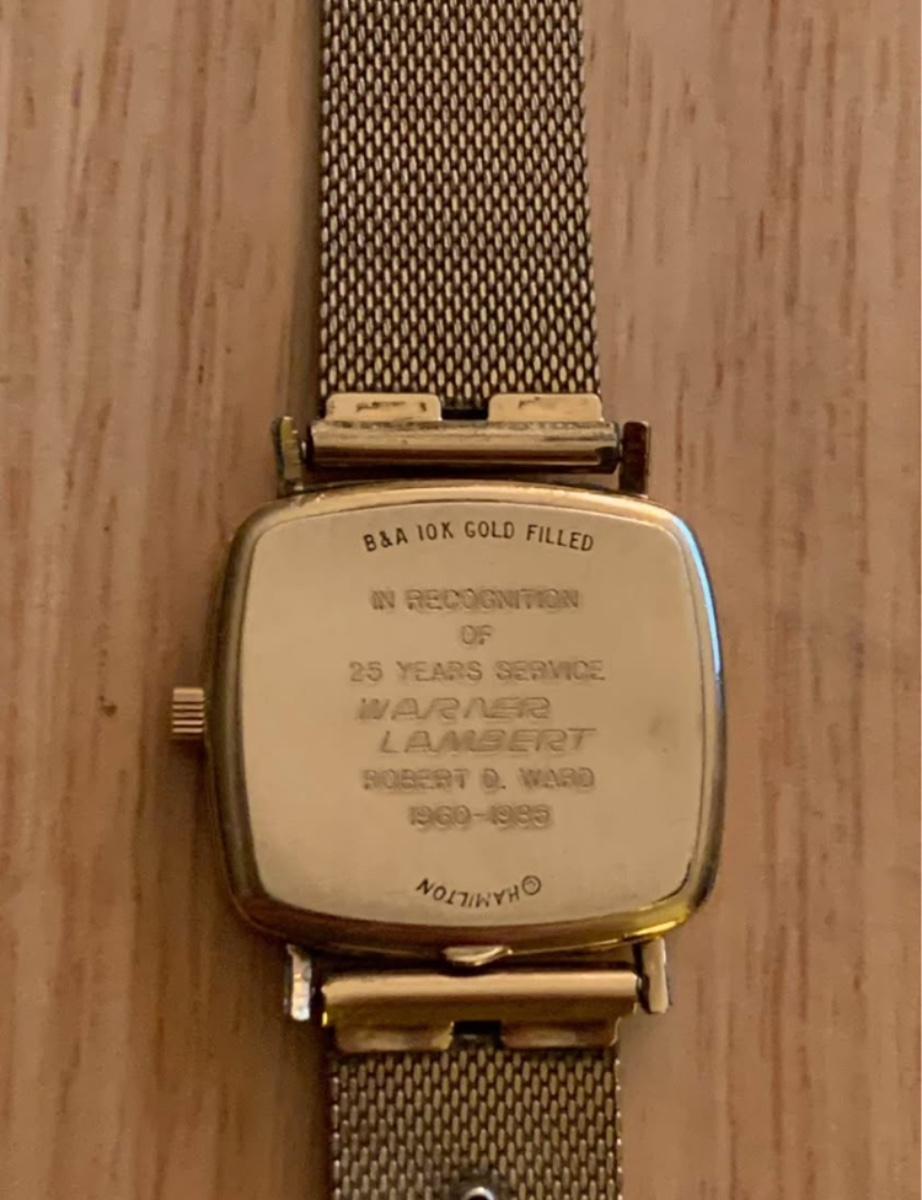 B&A 10K GOLD FILLED
IN RECOGNITION
OF
25 YEARS SERVICE
WARNER
LAMBERT
ROBERT D. WARD
1960-1985
©HAMILTON